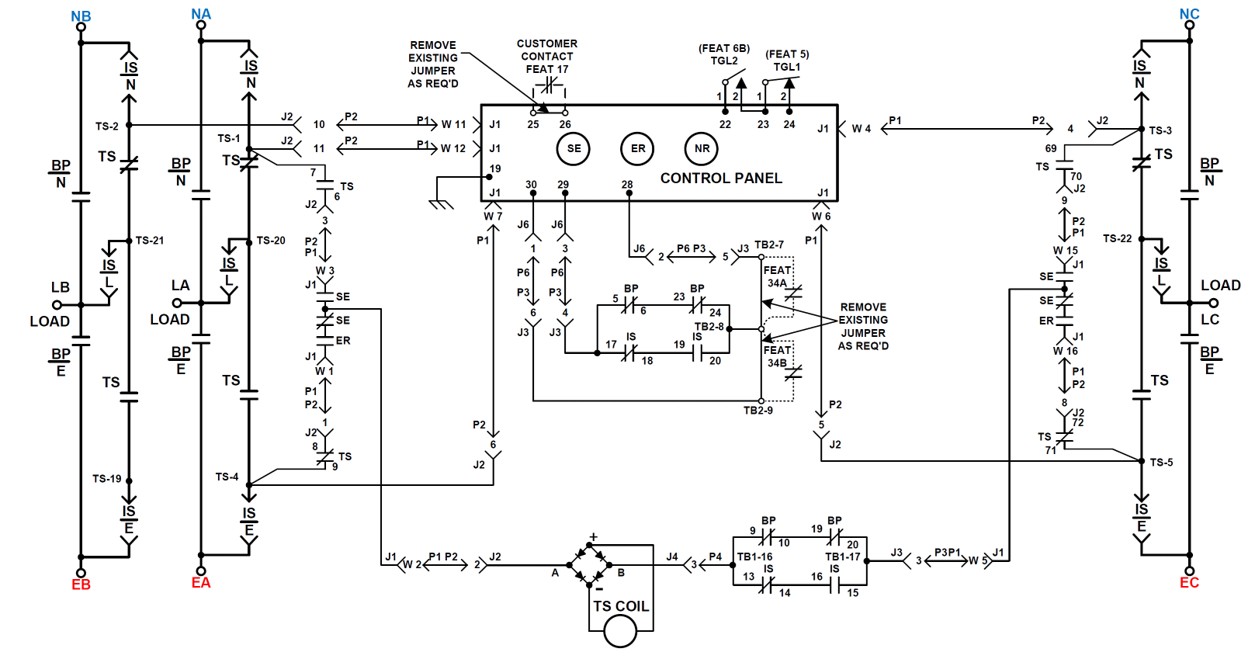 NB
NA
NC
REMOVE
EXISTING
JUMPER
AS REQ'D
CUSTOMER
CONTACT
FEAT 17
(FEAT 6B)
TGL2
(FEAT 5)
TGL1
1
2
1
2
25
26
22
23
24
IS
N
IS
N
IS
N
TS-2
J2
10
P2
P1
W 11
J1
TS-1
J2
11
P2
P1
W 12
J1
SE
ER
NR
CONTROL PANEL
J1
W 4
P1
P2
4
J2
TS-3
TS
TS
TS
BP
N
BP
N
BP
N
7
TS
6
J2
3
P2
P1
W 3
J1
SE
SE
ER
J1
W 1
P1
P2
1
J2
8
TS
9
19
J1
W 7
P1
30
29
28
J1
W 6
P1
69
TS
70
J2
9
P2
P1
W 15
J1
SE
SE
ER
J1
W 16
P1
P2
8
J2
72
TS
71
J6
1
P6
P3
6
J3
J6
3
P6
P3
4
J3
J6
2
P6 P3
5
J3
TB2-7
FEAT
34A
5
BP
6
23
BP
24
TB2-8
17
IS
18
19
IS
20
REMOVE
EXISTING
JUMPER
AS REQ'D
FEAT
34B
TB2-9
TS-21
TS-20
TS-22
IS
L
IS
L
IS
L
LB
LOAD
LA
LOAD
LOAD
LC
BP
E
BP
E
BP
E
TS
TS
TS
P2
6
J2
P2
5
J2
TS-19
TS-4
TS-5
IS
E
IS
E
IS
E
EB
EA
EC
J1
W 2
P1 P2
2
J2
A
+
B
-
TS COIL
J4
3
P4
TB1-16
9
BP
10
19
BP
20
TB1-17
13
IS
14
16
IS
15
J3
3
P3P1
W 5
J1